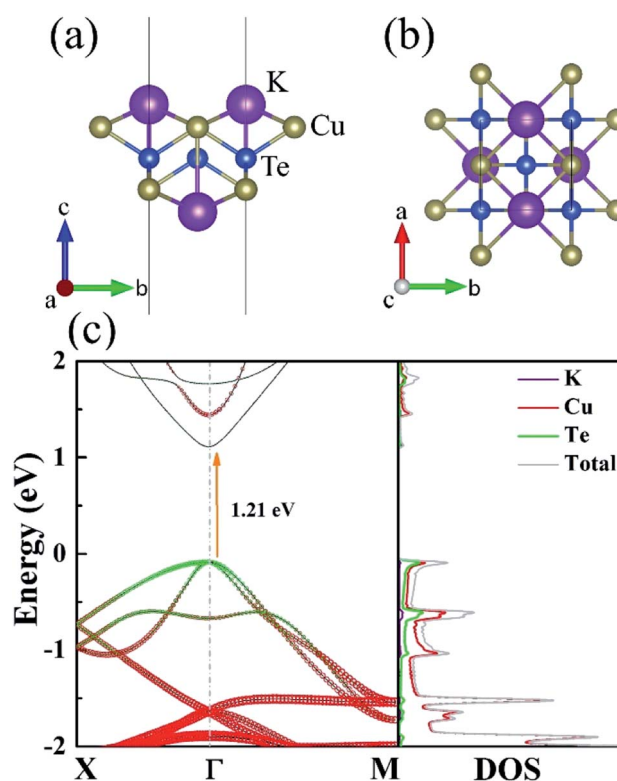 (a)
(b)
K
Cu
Te
c
a
b
a
c
b
(c)
2
1
0
-1
-2
Energy (eV)
1.21 eV
K
Cu
Te
Total
X
Γ
M
DOS